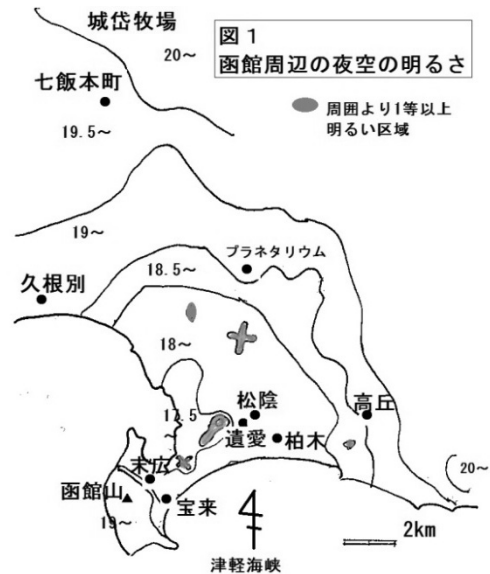 城岱牧場
図1
函館周辺の夜空の明るさ
20～
七飯本町
周囲より1等以上
明るい区域
19.5～
19～
プラネタリウム
18.5～
久根別
18～
松陰
高丘
17.5
～
遺愛
柏木
末広
20～
函館山
宝来
19～
2km
津軽海峡